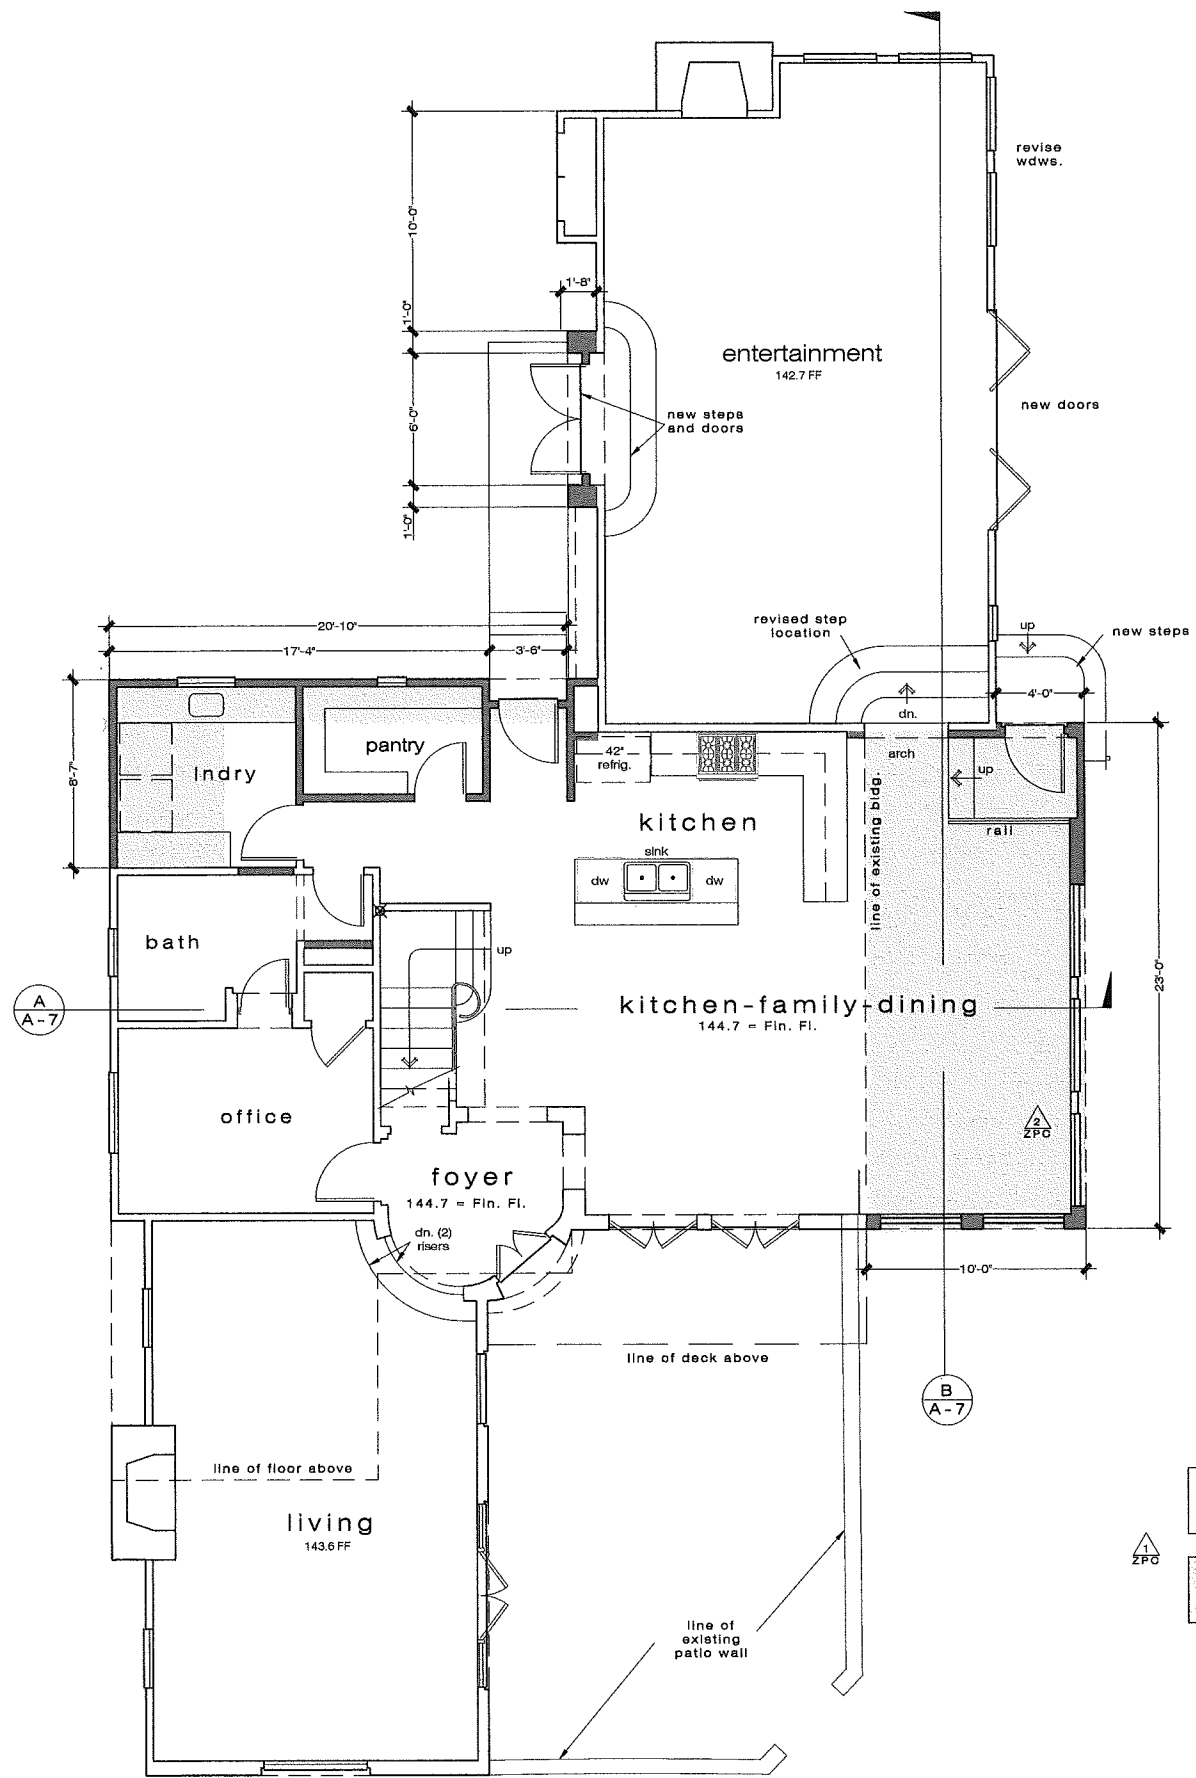 revise
wdws.
10'-0"
1'-8"
1'-0"
entertainment
142.7 FF
new doors
new steps
and doors
6'-0"
1'-0"
revised step
location
up
new steps
20'-10"
17'-4"
3'-6"
4'-0"
dn.
pantry
42"
refrig.
arch
lndry
up
8'-7"
kitchen
rail
sink
dw
dw
line of existing bldg.
bath
up
23'-0"
A
A-7
kitchen-family-dining
144.7 = Fin. Fl.
office
2
ZPC
foyer
144.7 = Fin. Fl.
dn. (2)
risers
10'-0"
line of deck above
B
A-7
line of floor above
living
143.6 FF
1
ZPC
line of
existing
patio wall